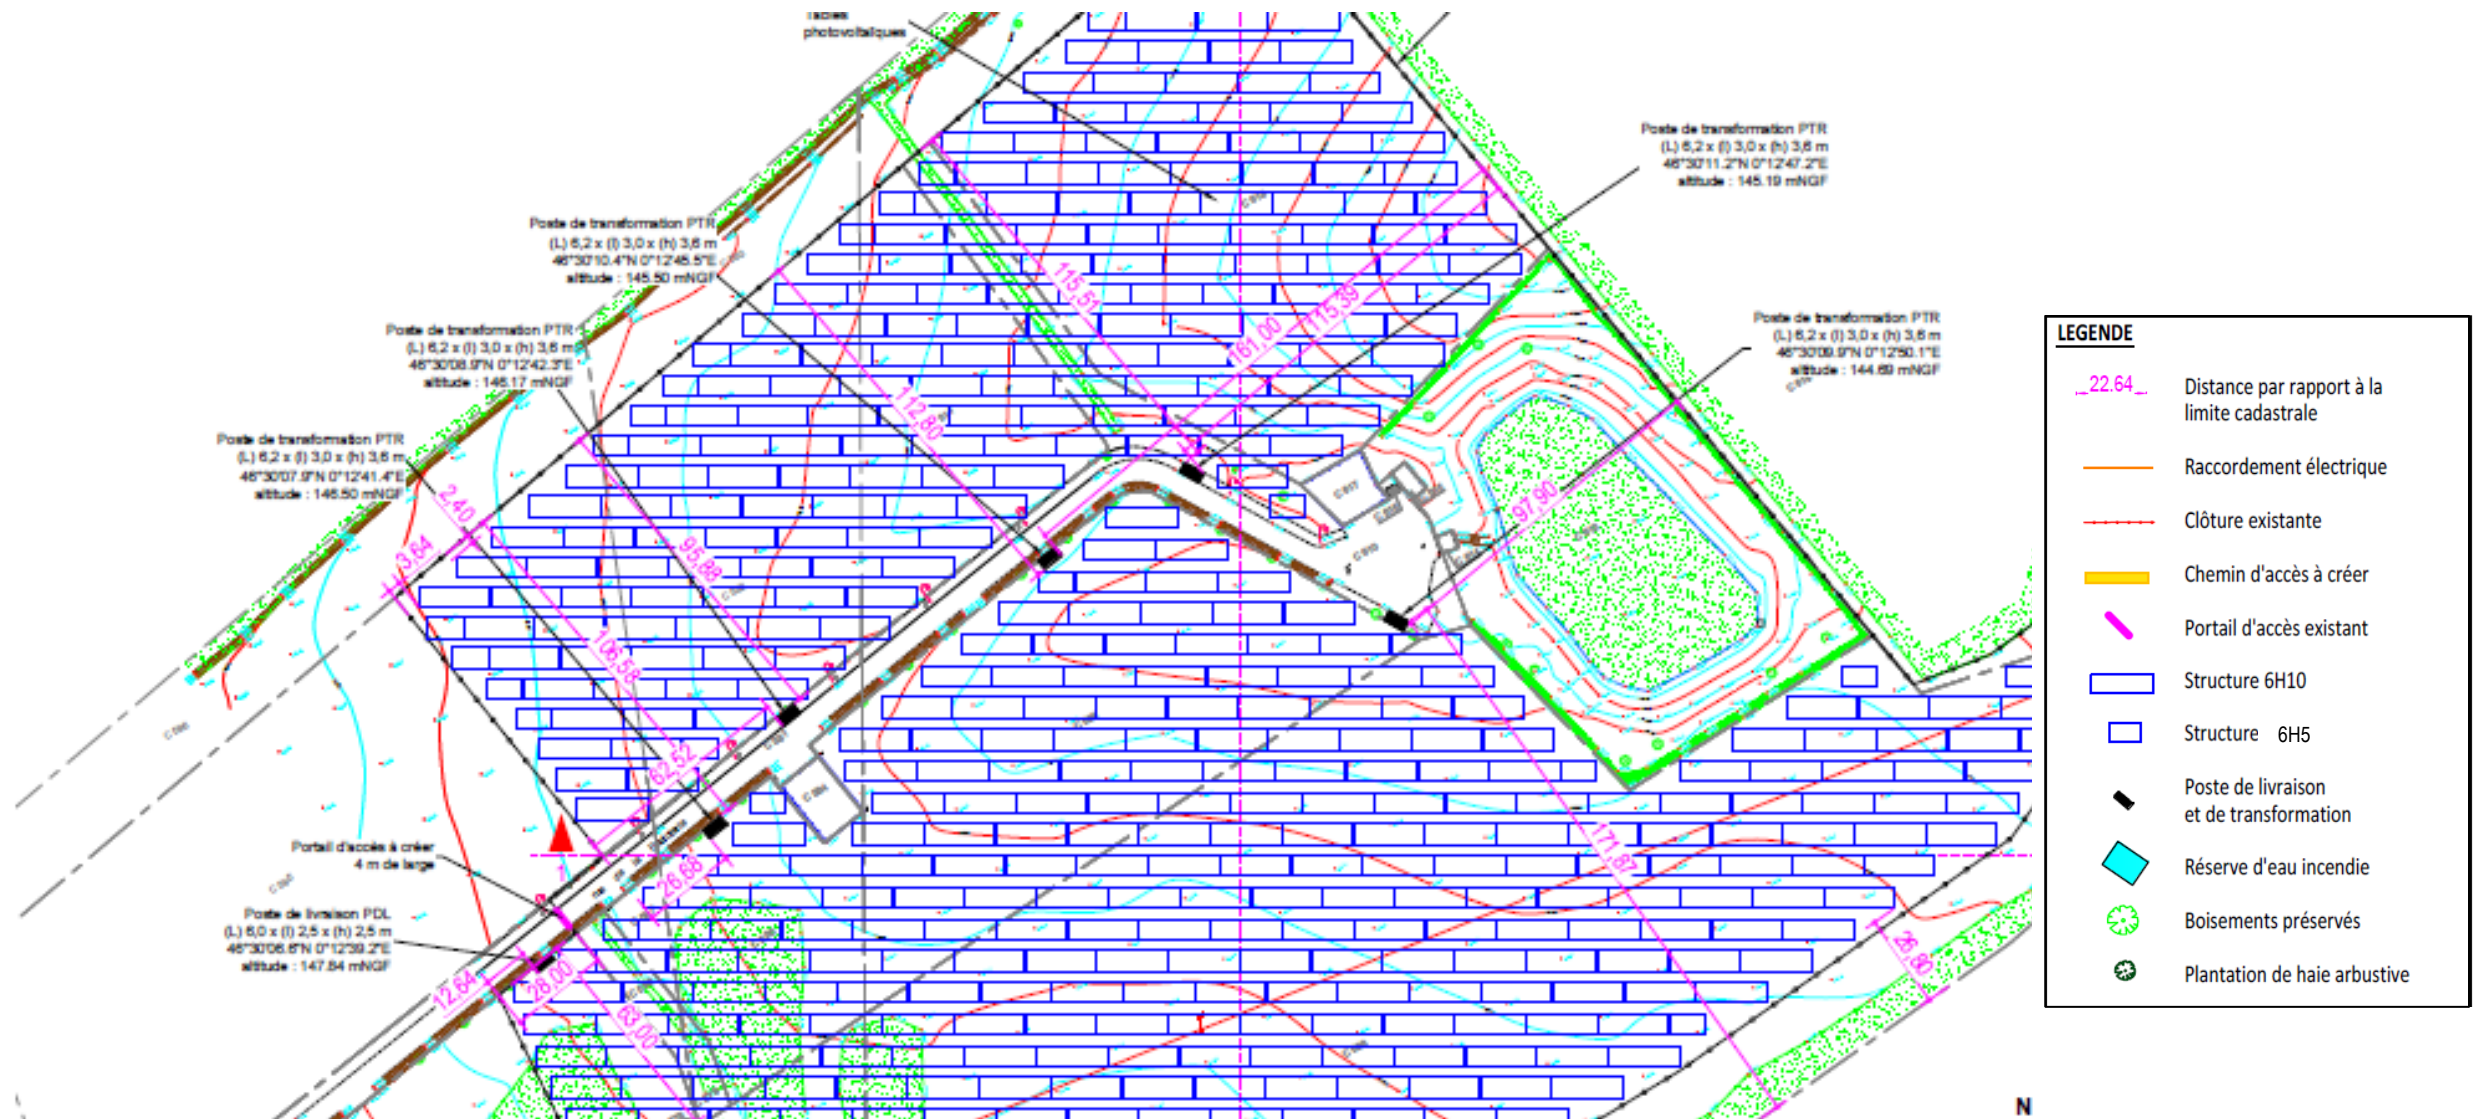 photovoltaïques
Poste de transformation PTR
(L) 6,2 x (l) 3,0 x (h) 3,6 m
46°30'11.2"N 0°12'47.2"E
altitude : 145.19 mNGF
Poste de transformation PTR
(L) 6,2 x (l) 3,0 x (h) 3,6 m
46°30'10.4"N 0°12'45.5"E
altitude : 145.50 mNGF
Poste de transformation PTR
(L) 6,2 x (l) 3,0 x (h) 3,6 m
46°30'09.9"N 0°12'50.1"E
altitude : 144.69 mNGF
Poste de transformation PTR
(L) 6,2 x (l) 3,0 x (h) 3,6 m
46°30'08.9"N 0°12'42.3"E
altitude : 146.17 mNGF
Poste de transformation PTR
(L) 6,2 x (l) 3,0 x (h) 3,6 m
46°30'07.9"N 0°12'41.4"E
altitude : 146.50 mNGF
115,51
161,00
115,39
112,80
97,90
2,40
3,64
95,88
106,58
62,52
26,68
171,87
26,80
12,64
28,00
63,00
Portail d'accès à créer
4 m de large
Poste de livraison PDL
(L) 6,0 x (l) 2,5 x (h) 2,5 m
46°30'06.6"N 0°12'39.2"E
altitude : 147.84 mNGF
N
LEGENDE
22.64
Distance par rapport à la
limite cadastrale
Raccordement électrique
Clôture existante
Chemin d'accès à créer
Portail d'accès existant
Structure 6H10
Structure 6H5
Poste de livraison
et de transformation
Réserve d'eau incendie
Boisements préservés
Plantation de haie arbustive